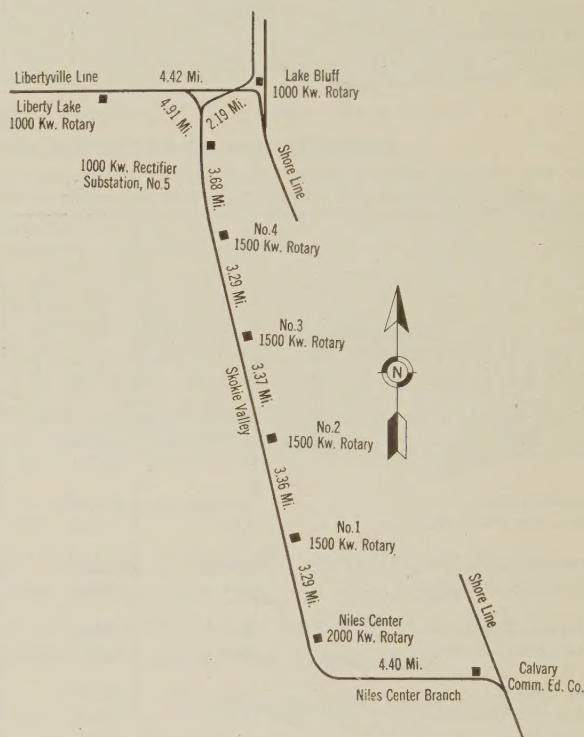 Libertyville Line
4.42 Mi.
Liberty Lake
1000 Kw. Rotary
4.91 Mi.
2.19 Mi.
Lake Bluff
1000 Kw. Rotary
Shore Line
1000 Kw. Rectifier
Substation, No.5
3.68 Mi.
No.4
1500 Kw. Rotary
3.29 Mi.
No.3
1500 Kw. Rotary
Skokie Valley
3.37 Mi.
N
No.2
1500 Kw. Rotary
3.36 Mi.
No.1
1500 Kw. Rotary
3.29 Mi.
Shore Line
Niles Center
2000 Kw. Rotary
4.40 Mi.
Calvary
Comm. Ed. Co.
Niles Center Branch